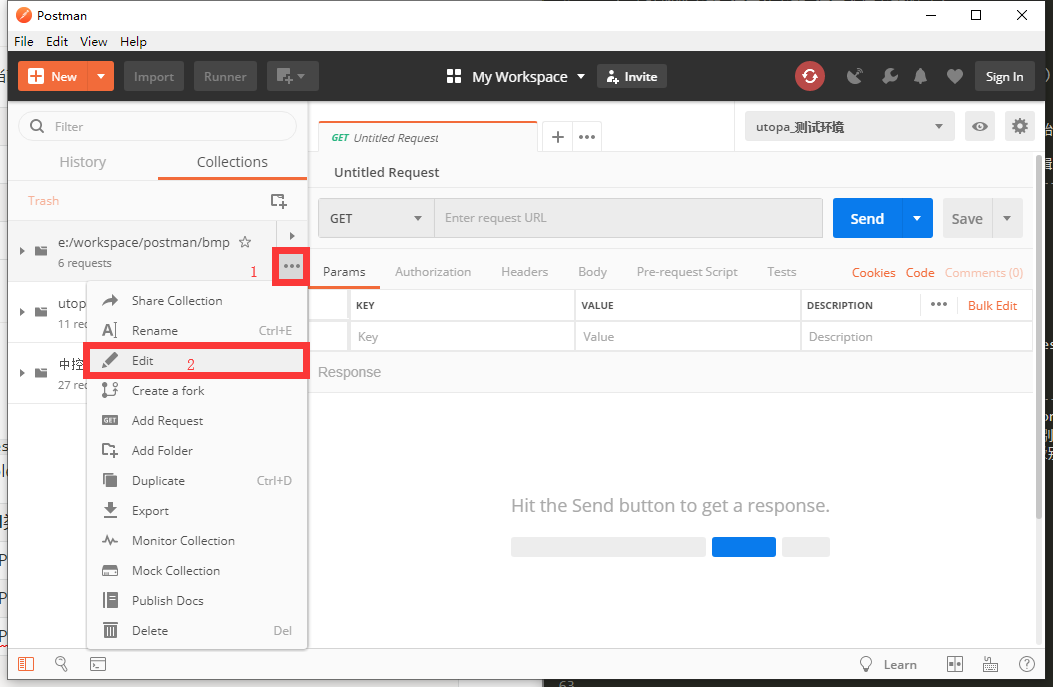 Postman
File Edit View Help
New Import Runner My Workspace Invite Sign In
Filter
History Collections
Trash
e:/workspace/postman/bmp
6 requests
1
utop
11 rec
中控
27 rec
Share Collection
Rename Ctrl+E
Edit 2
Create a fork
GET Add Request
Add Folder
Duplicate Ctrl+D
Export
Monitor Collection
Mock Collection
Publish Docs
Delete Del
GET Untitled Request
utopa_测试环境
Untitled Request
GET Enter request URL Send Save
Params Authorization Headers Body Pre-request Script Tests Cookies Code Comments (0)
KEY VALUE DESCRIPTION Bulk Edit
Key Value Description
Response
Hit the Send button to get a response.
Learn
63